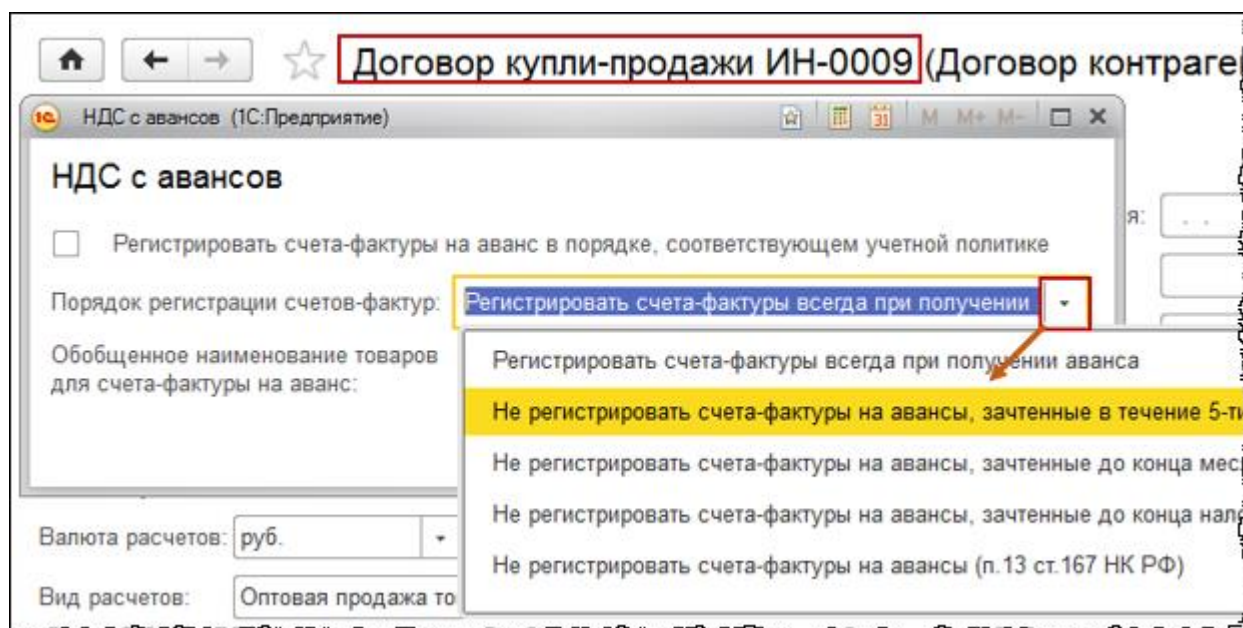 Договор купли-продажи ИН-0009 (Договор контраге
1С НДС с авансов (1С:Предприятие) 31 M M+ M-
НДС с авансов
Регистрировать счета-фактуры на аванс в порядке, соответствующем учетной политике
я: . .
Порядок регистрации счетов-фактур: Регистрировать счета-фактуры всегда при получении
Обобщенное наименование товаров
для счета-фактуры на аванс:
Регистрировать счета-фактуры всегда при получении аванса
Не регистрировать счета-фактуры на авансы, зачтенные в течение 5-ти
Не регистрировать счета-фактуры на авансы, зачтенные до конца мес
Не регистрировать счета-фактуры на авансы, зачтенные до конца нало
Не регистрировать счета-фактуры на авансы (п.13 ст.167 НК РФ)
Валюта расчетов: руб.
Вид расчетов: Оптовая продажа то